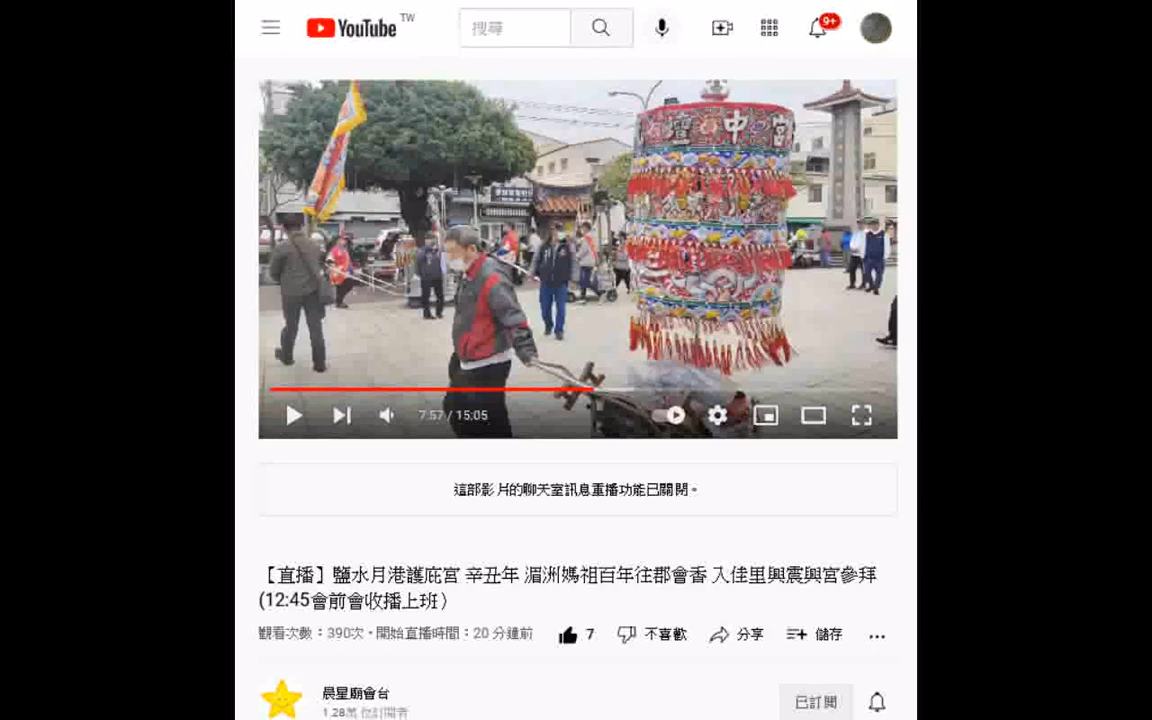 YouTube TW
搜尋
9+
壇 中 宮
7:57 / 15:05
這部影片的聊天室訊息重播功能已關閉。
【直播】鹽水月港護庇宮 辛丑年 湄洲媽祖百年往郡會香 入佳里興震興宮參拜
(12:45會前會收播上班）
觀看次數：390次・開始直播時間：20 分鐘前 7 不喜歡 分享 儲存
晨星廟會台
已訂閱
1.28萬 位訂閱者